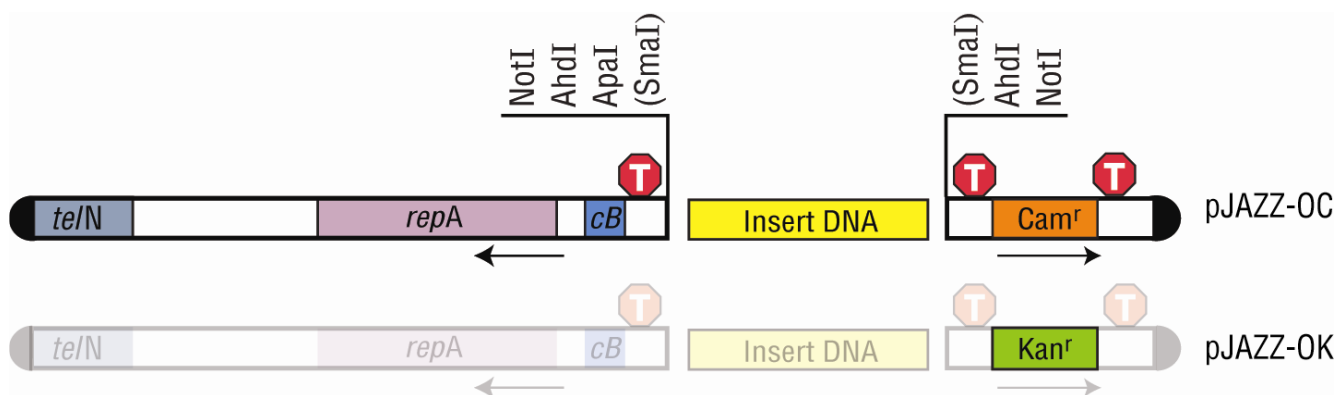 NotI
AhdI
ApaI
(SmaI)
(SmaI)
AhdI
NotI
T
T
T
telN
repA
cB
Insert DNA
Camʳ
pJAZZ-OC
T
T
T
telN
repA
cB
Insert DNA
Kanʳ
pJAZZ-OK